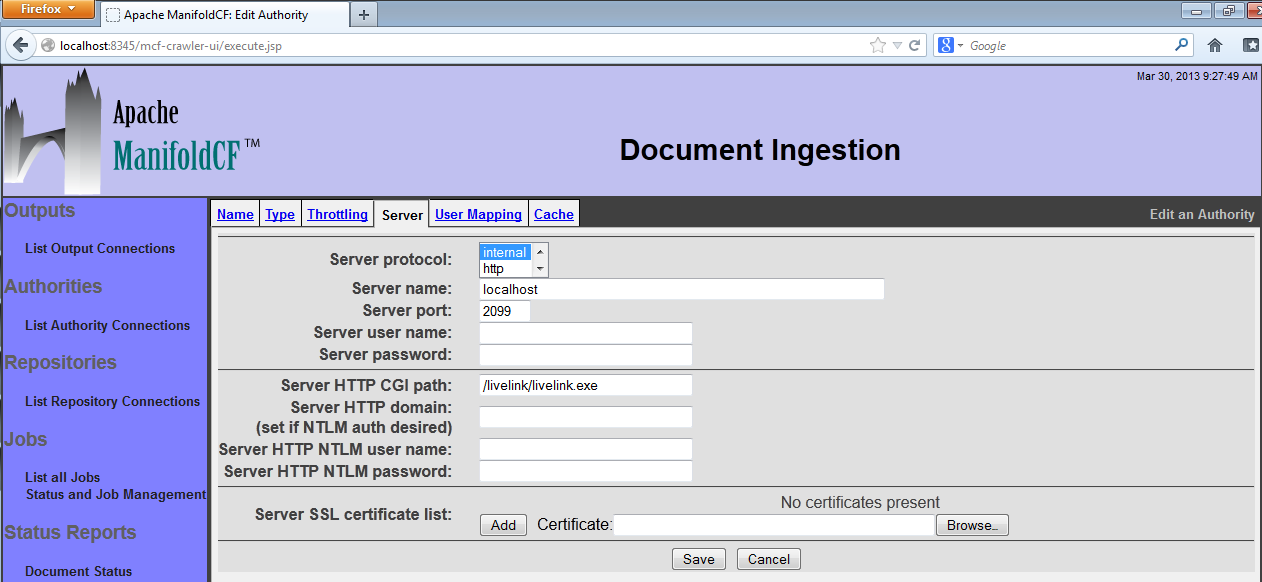 Firefox
Apache ManifoldCF: Edit Authority
localhost:8345/mcf-crawler-ui/execute.jsp
Google
Mar 30, 2013 9:27:49 AM
Apache
ManifoldCF™
Document Ingestion
Outputs
List Output Connections
Authorities
List Authority Connections
Repositories
List Repository Connections
Jobs
List all Jobs
Status and Job Management
Status Reports
Document Status
Name Type Throttling Server User Mapping Cache
Edit an Authority
Server protocol: internal
http
Server name: localhost
Server port: 2099
Server user name:
Server password:
Server HTTP CGI path: /livelink/livelink.exe
Server HTTP domain:
(set if NTLM auth desired)
Server HTTP NTLM user name:
Server HTTP NTLM password:
Server SSL certificate list:
No certificates present
Add Certificate: Browse...
Save Cancel